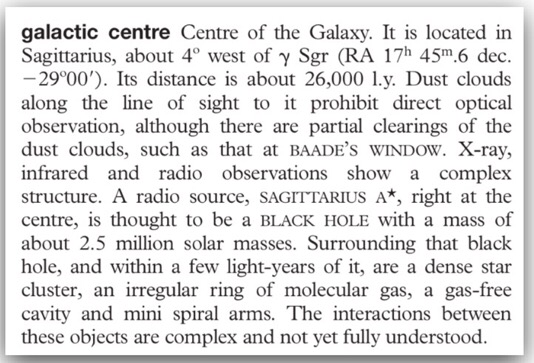 galactic centre Centre of the Galaxy. It is located in
Sagittarius, about 4° west of γ Sgr (RA 17ʰ 45ᵐ.6 dec.
−29°00′). Its distance is about 26,000 l.y. Dust clouds
along the line of sight to it prohibit direct optical
observation, although there are partial clearings of the
dust clouds, such as that at BAADE'S WINDOW. X-ray,
infrared and radio observations show a complex
structure. A radio source, SAGITTARIUS A★, right at the
centre, is thought to be a BLACK HOLE with a mass of
about 2.5 million solar masses. Surrounding that black
hole, and within a few light-years of it, are a dense star
cluster, an irregular ring of molecular gas, a gas-free
cavity and mini spiral arms. The interactions between
these objects are complex and not yet fully understood.